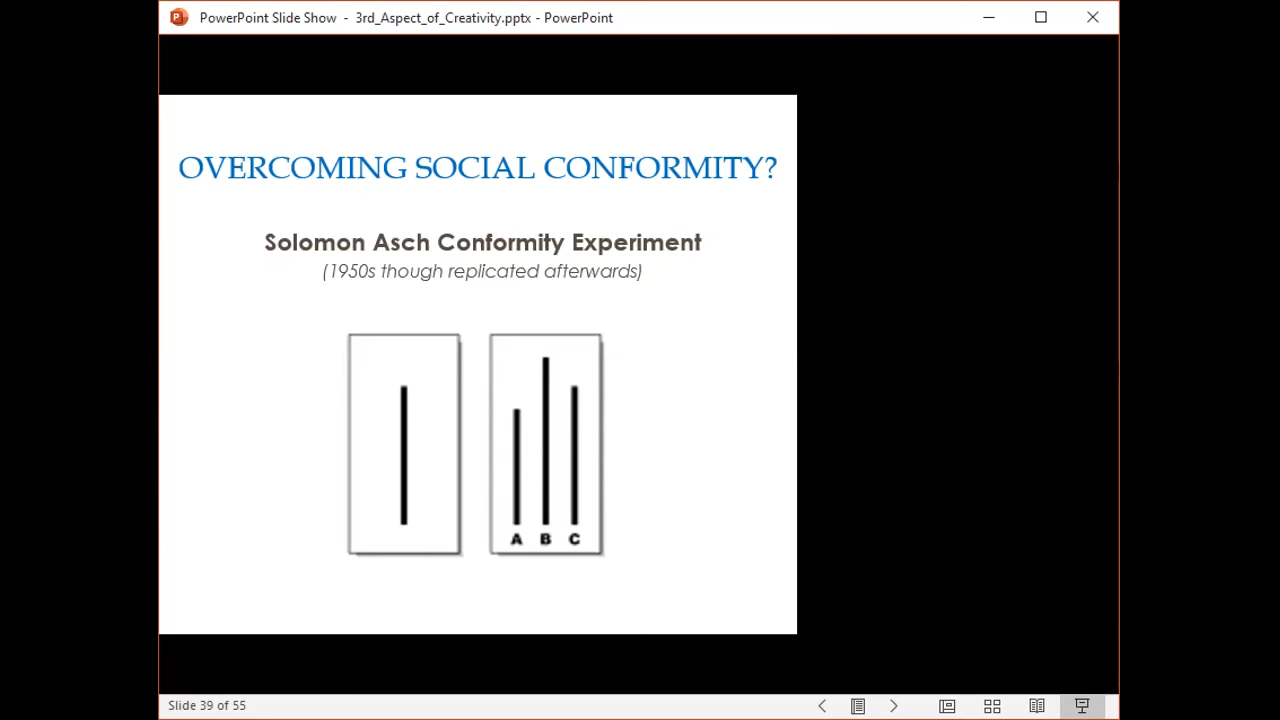 PowerPoint Slide Show - 3rd_Aspect_of_Creativity.pptx - PowerPoint
OVERCOMING SOCIAL CONFORMITY?
Solomon Asch Conformity Experiment
(1950s though replicated afterwards)
A B C
Slide 39 of 55